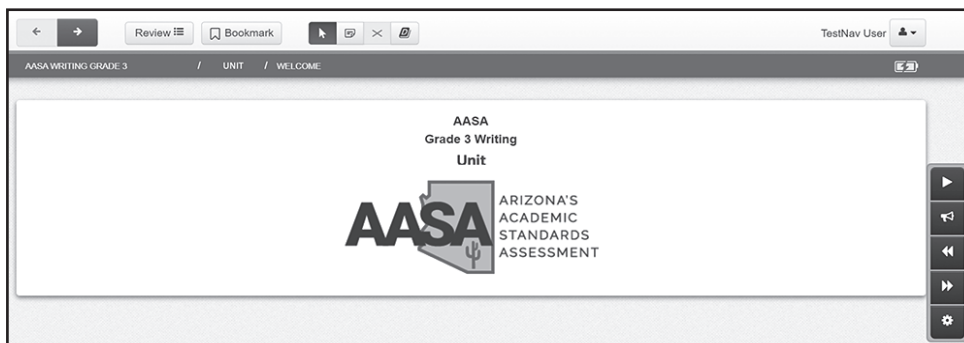 Review Bookmark TestNav User
AASA WRITING GRADE 3 / UNIT / WELCOME
AASA
Grade 3 Writing
Unit
AASA
ARIZONA'S
ACADEMIC
STANDARDS
ASSESSMENT